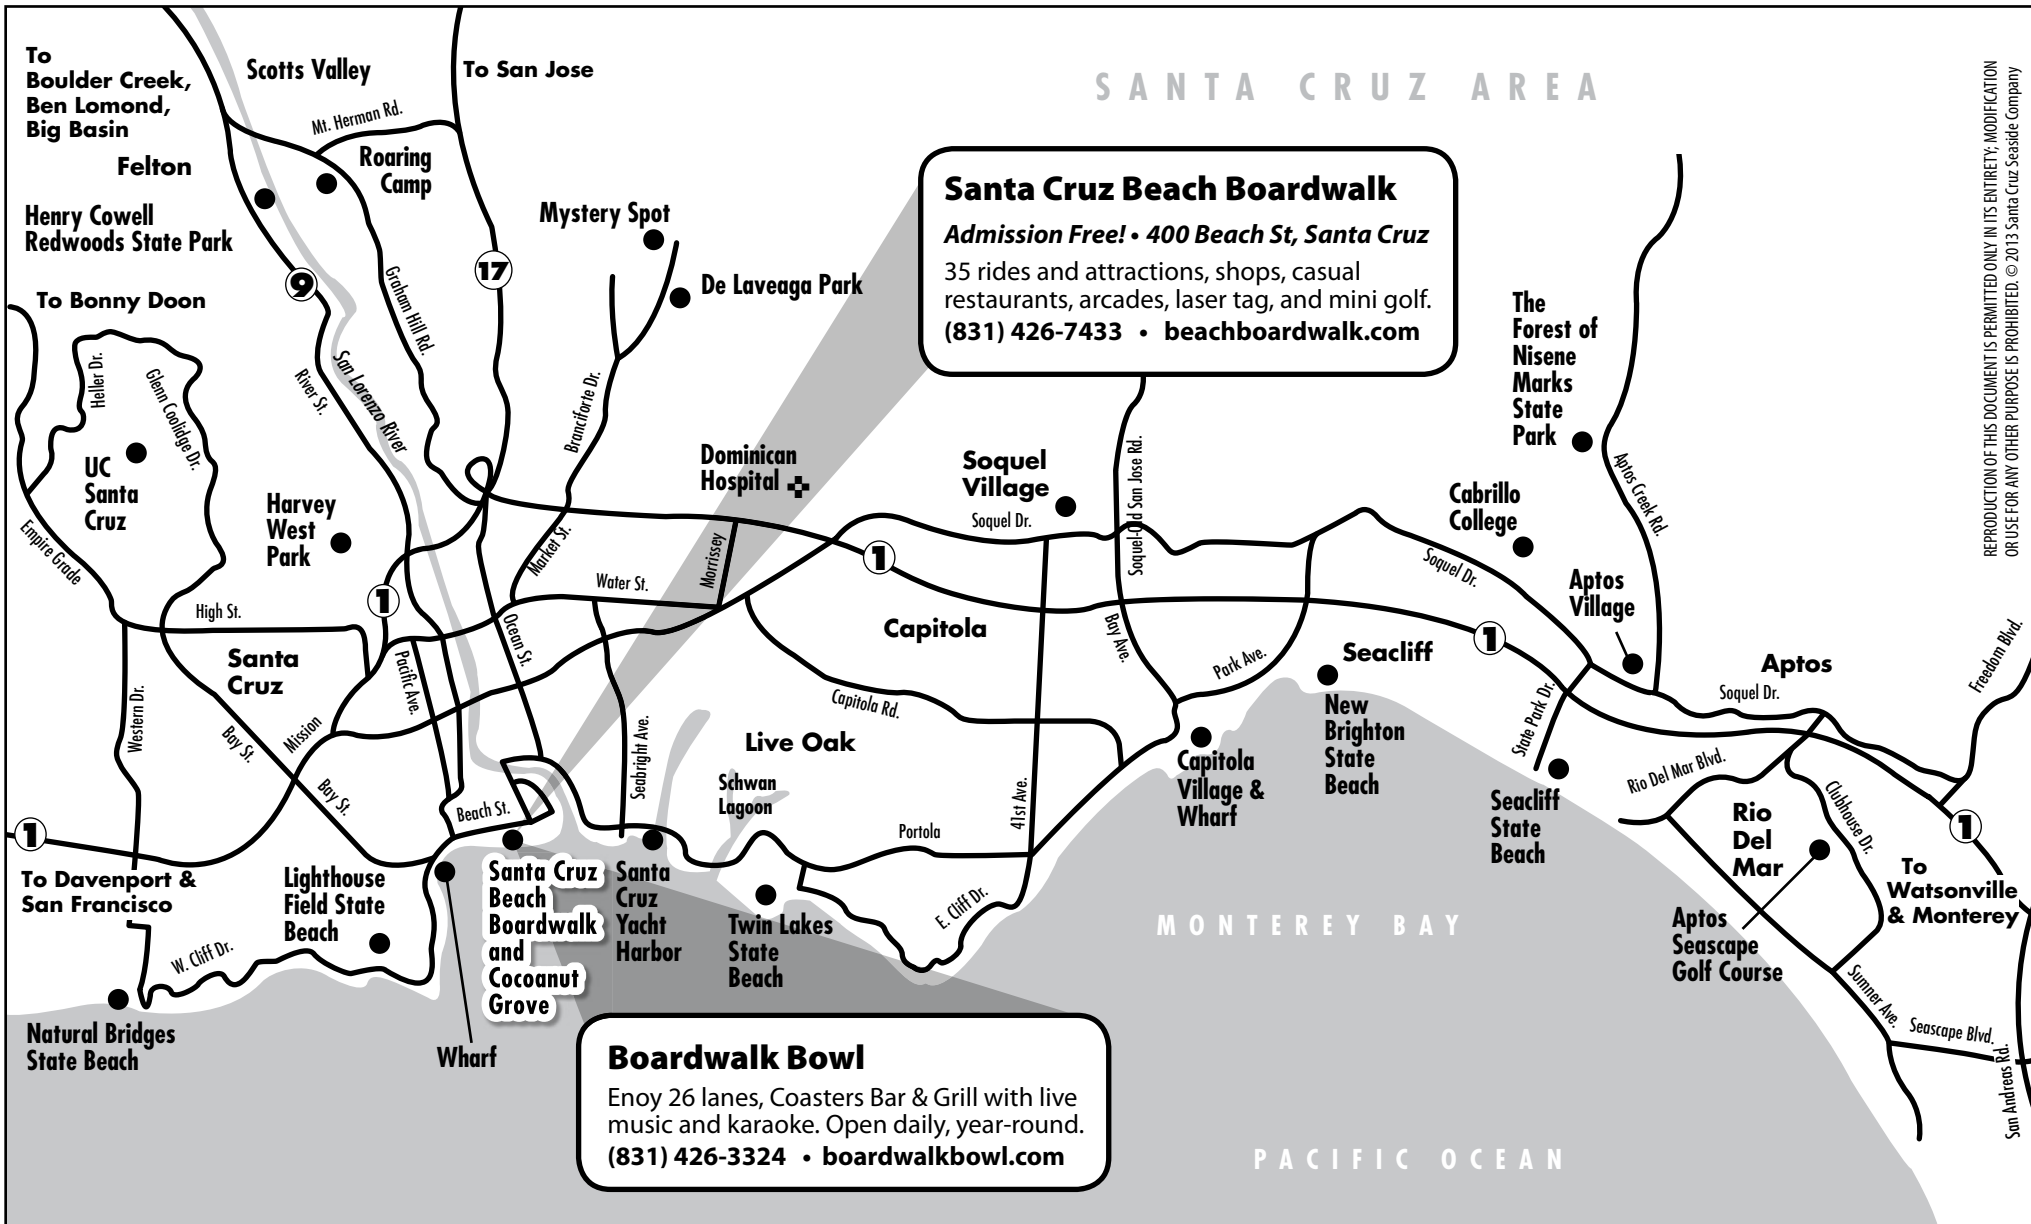 To
Boulder Creek,
Ben Lomond,
Big Basin
Scotts Valley
To San Jose
SANTA CRUZ AREA
Mt. Herman Rd.
Felton
Roaring
Camp
Henry Cowell
Redwoods State Park
Mystery Spot
De Laveaga Park
9
17
Graham Hill Rd.
To Bonny Doon
Santa Cruz Beach Boardwalk
Admission Free! • 400 Beach St, Santa Cruz
35 rides and attractions, shops, casual
restaurants, arcades, laser tag, and mini golf.
(831) 426-7433 • beachboardwalk.com
The
Forest of
Nisene
Marks
State
Park
REPRODUCTION OF THIS DOCUMENT IS PERMITTED ONLY IN ITS ENTIRETY; MODIFICATION
OR USE FOR ANY OTHER PURPOSE IS PROHIBITED. © 2013 Santa Cruz Seaside Company
Heller Dr.
Glenn Coolidge Dr.
River St.
San Lorenzo River
Branciforte Dr.
UC
Santa
Cruz
Harvey
West
Park
Dominican
Hospital
Soquel
Village
Soquel Dr.
Soquel-Old San Jose Rd.
Cabrillo
College
Aptos Creek Rd.
Empire Grade
Market St.
Morrissey
1
Soquel Dr.
Aptos
Village
High St.
1
Water St.
Ocean St.
Capitola
Bay Ave.
Park Ave.
Seacliff
1
Aptos
Soquel Dr.
Freedom Blvd.
Santa
Cruz
Western Dr.
Bay St.
Mission
Pacific Ave.
Bay St.
Seabright Ave.
Capitola Rd.
Live Oak
Schwan
Lagoon
41st Ave.
Portola
E. Cliff Dr.
Capitola
Village &
Wharf
New
Brighton
State
Beach
State Park Dr.
Seacliff
State
Beach
Rio Del Mar Blvd.
Rio
Del
Mar
Clubhouse Dr.
1
To
Watsonville
& Monterey
Aptos
Seascape
Golf Course
Sumner Ave.
Seascape Blvd.
San Andreas Rd.
1
To Davenport &
San Francisco
Lighthouse
Field State
Beach
W. Cliff Dr.
Natural Bridges
State Beach
Beach St.
Wharf
Santa Cruz
Beach
Boardwalk
and
Cocoanut
Grove
Santa
Cruz
Yacht
Harbor
Twin Lakes
State
Beach
MONTEREY BAY
Boardwalk Bowl
Enoy 26 lanes, Coasters Bar & Grill with live
music and karaoke. Open daily, year-round.
(831) 426-3324 • boardwalkbowl.com
PACIFIC OCEAN